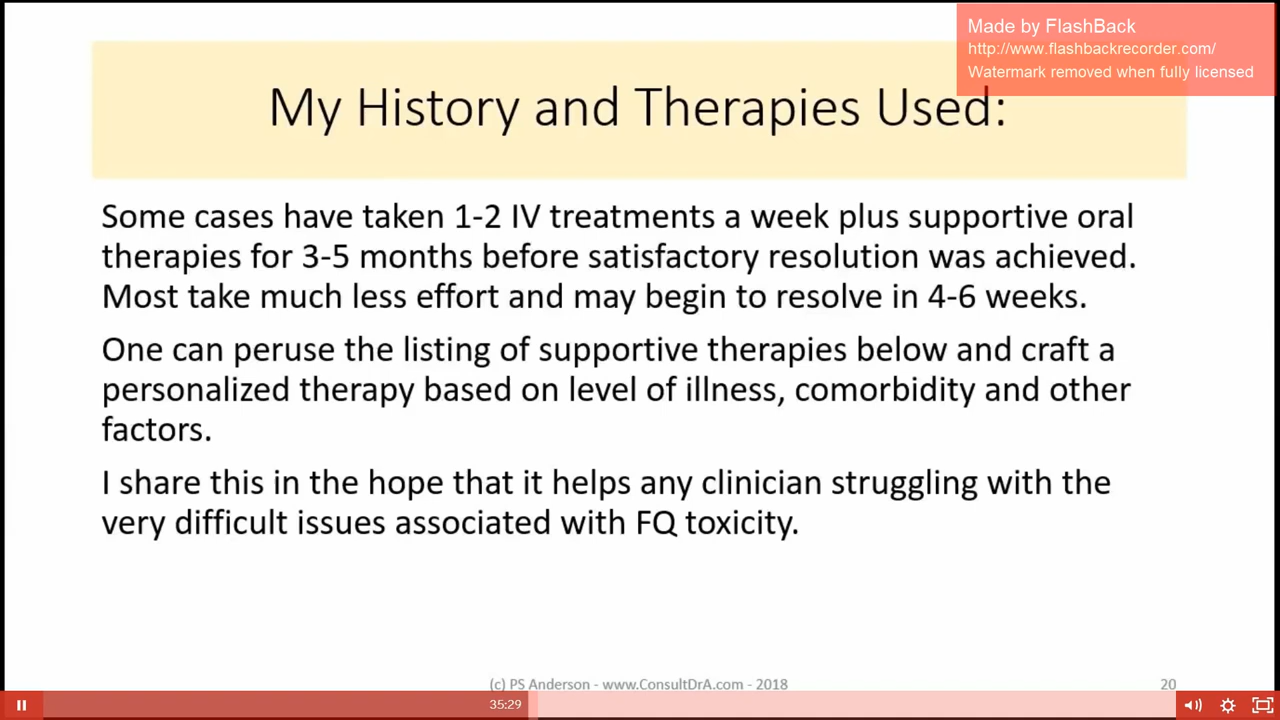 Made by FlashBack
http://www.flashbackrecorder.com/
Watermark removed when fully licensed
My History and Therapies Used:
Some cases have taken 1-2 IV treatments a week plus supportive oral
therapies for 3-5 months before satisfactory resolution was achieved.
Most take much less effort and may begin to resolve in 4-6 weeks.
One can peruse the listing of supportive therapies below and craft a
personalized therapy based on level of illness, comorbidity and other
factors.
I share this in the hope that it helps any clinician struggling with the
very difficult issues associated with FQ toxicity.
(c) PS Anderson - www.ConsultDrA.com - 2018
20
35:29